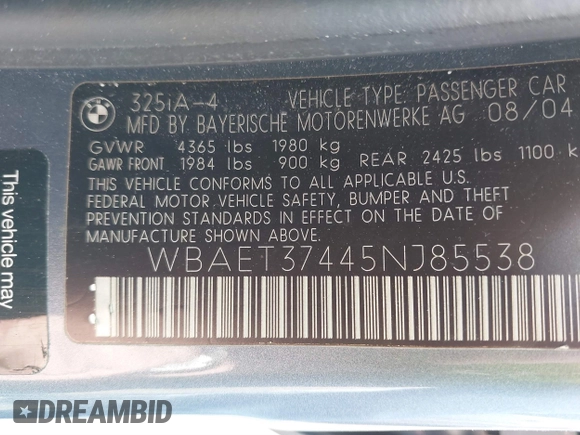 BMW
325iA-4 VEHICLE TYPE: PASSENGER CAR
MFD BY BAYERISCHE MOTORENWERKE AG 08/04
GVWR 4365 lbs 1980 kg
GAWR FRONT 1984 lbs 900 kg REAR 2425 lbs 1100 k
THIS VEHICLE CONFORMS TO ALL APPLICABLE U.S.
FEDERAL MOTOR VEHICLE SAFETY, BUMPER AND THEFT
PREVENTION STANDARDS IN EFFECT ON THE DATE OF
MANUFACTURE SHOWN ABOVE.
WBAET37445NJ85538
This vehicle may
DREAMBID